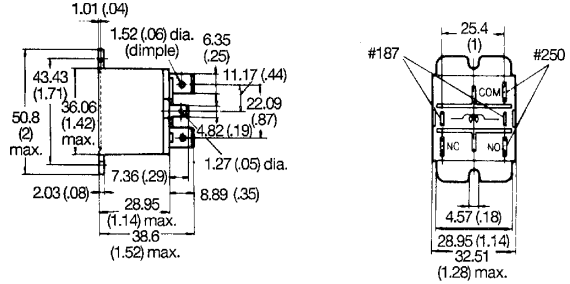 1.01 (.04)
1.52 (.06) dia.
(dimple)
6.35
(.25)
11.17 (.44)
43.43
(1.71)
36.06
(1.42)
max.
50.8
(2)
max.
22.09
(.87)
4.82 (.19)
1.27 (.05) dia.
7.36 (.29)
2.03 (.08)
8.89 (.35)
28.95
(1.14) max.
38.6
(1.52) max.
25.4
(1)
#187
#250
COM
NC
NO
4.57 (.18)
28.95 (1.14)
32.51
(1.28) max.